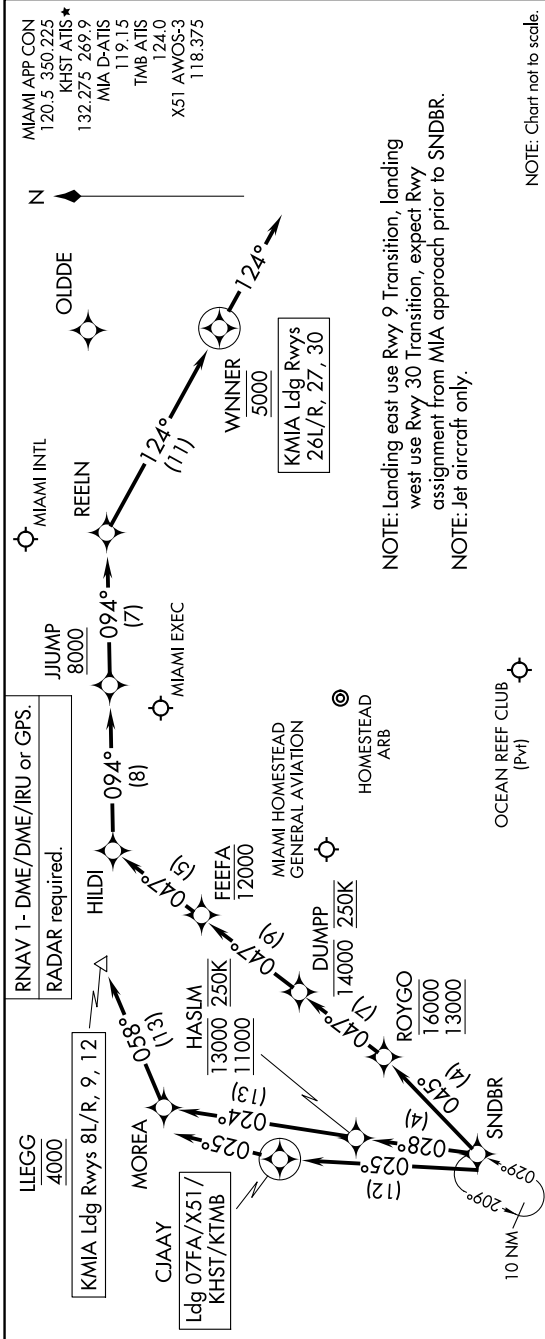 MIAMI APP CON
120.5 350.225
KHST ATIS★
132.275 269.9
MIA D-ATIS
119.15
TMB ATIS
124.0
X51 AWOS-3
118.375
RNAV 1 - DME/DME/IRU or GPS.
RADAR required.
N
LLEGG
4000
KMIA Ldg Rwys 8L/R, 9, 12
MOREA
058°
(13)
CJAAY
Ldg 07FA/X51/
KHST/KTMB
025°
025°
(12)
HASLM
13000 250K
11000
024°
(13)
028°
(4)
SNDBR
029°
209°
10 NM
045°
(4)
ROYGO
16000
13000
047°
(7)
DUMPP
14000 250K
047°
(9)
FEEFA
12000
047°
(5)
HILDI
094°
(8)
JJUMP
8000
094°
(7)
REELN
124°
(11)
WNNER
5000
KMIA Ldg Rwys
26L/R, 27, 30
124°
OLDDE
MIAMI INTL
MIAMI EXEC
MIAMI HOMESTEAD
GENERAL AVIATION
HOMESTEAD
ARB
OCEAN REEF CLUB
(Pvt)
NOTE: Landing east use Rwy 9 Transition, landing
west use Rwy 30 Transition, expect Rwy
assignment from MIA approach prior to SNDBR.
NOTE: Jet aircraft only.
NOTE: Chart not to scale.